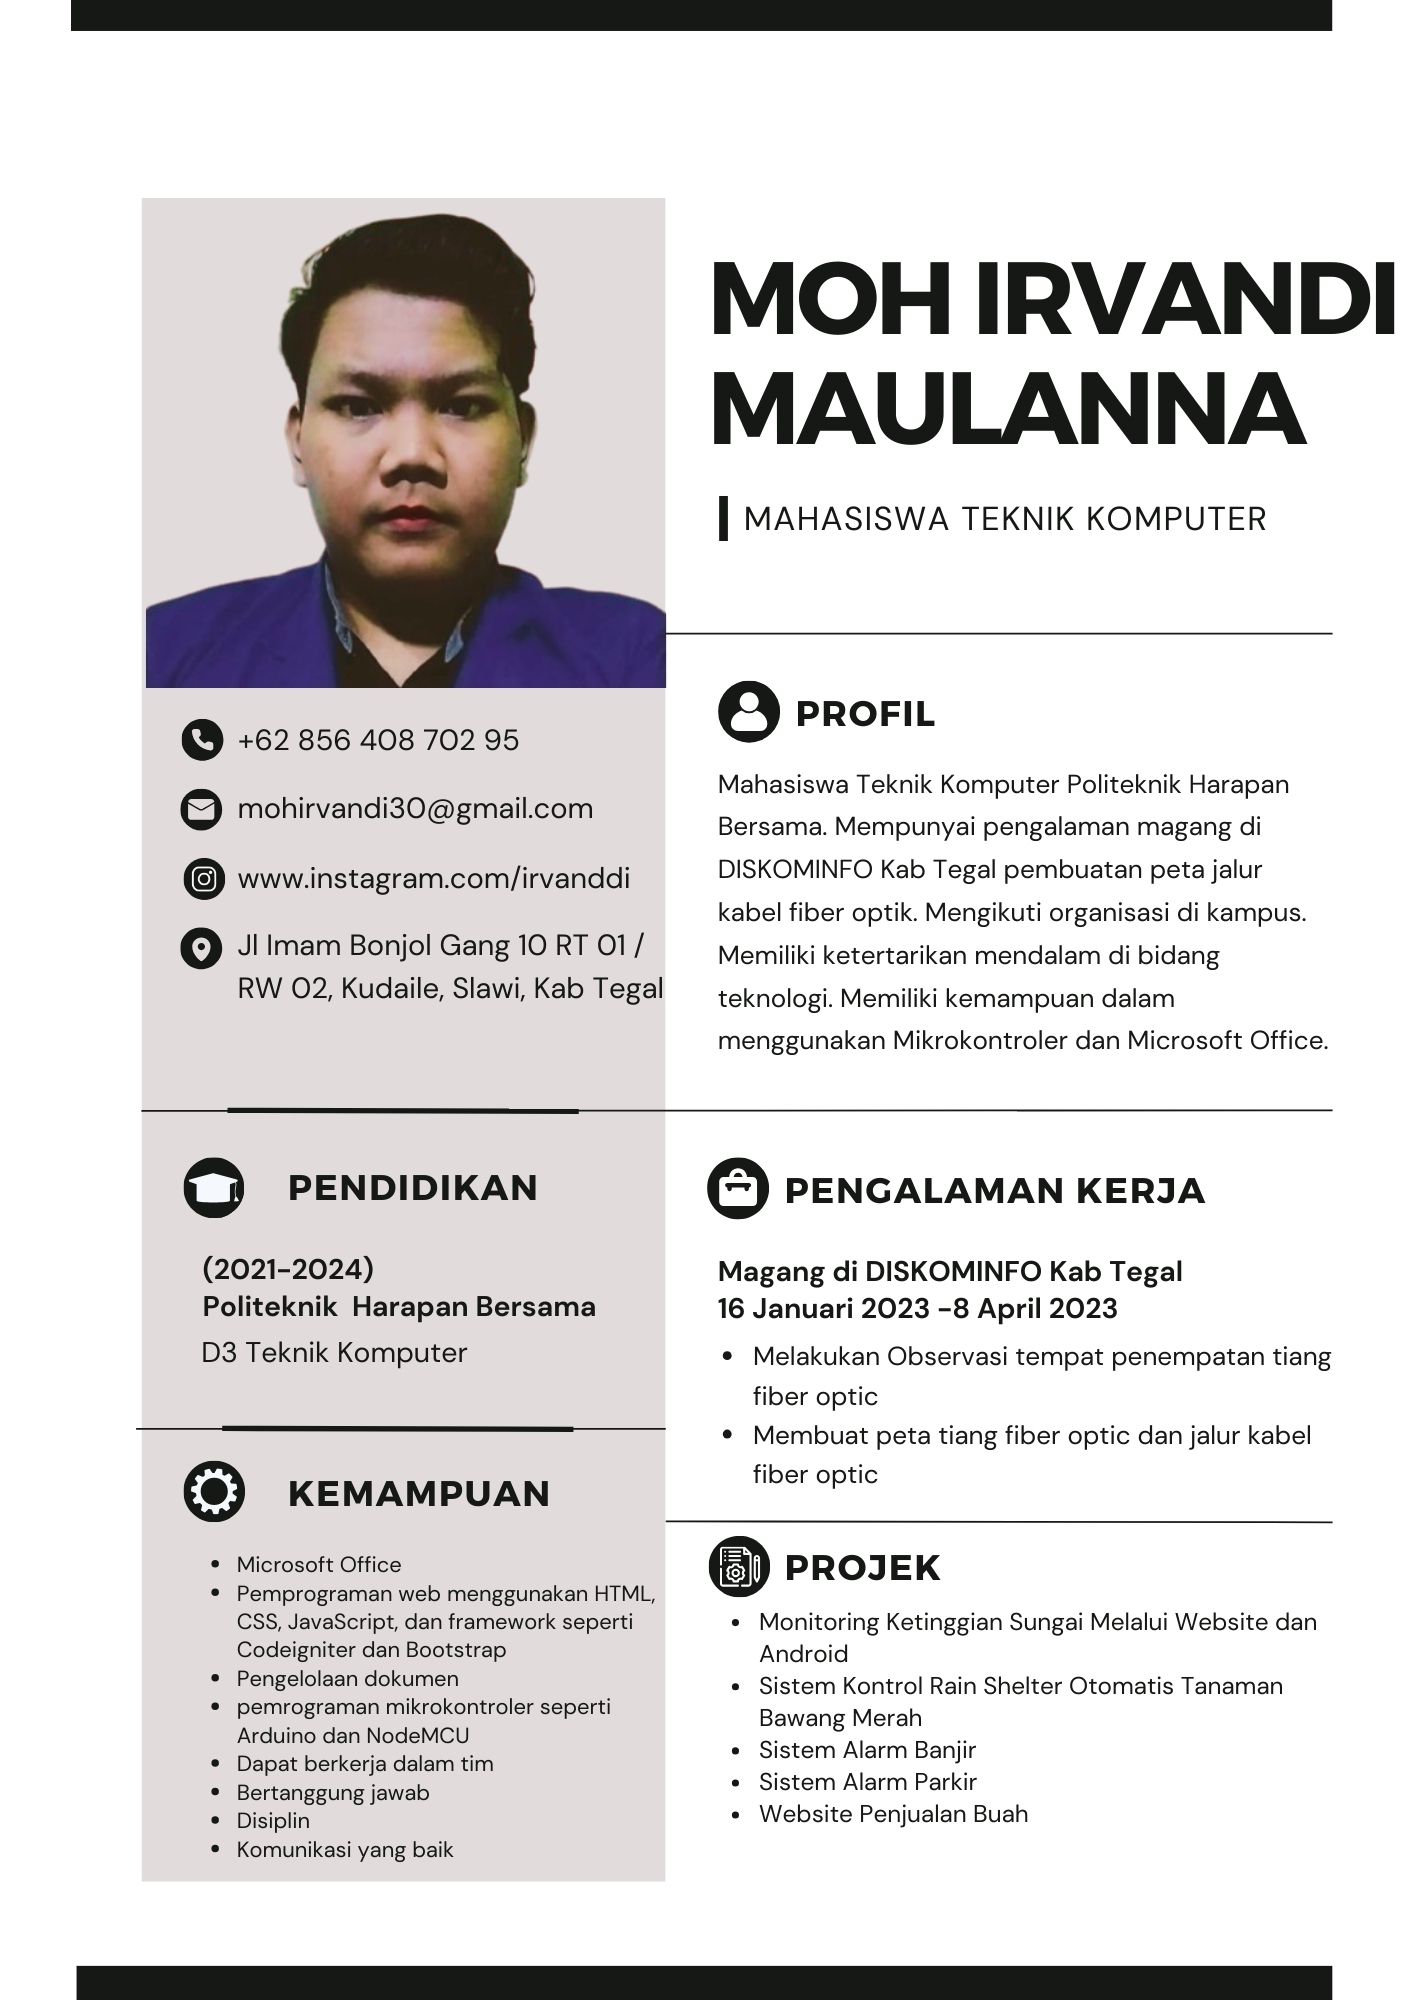 MOH IRVANDI
MAULANNA
MAHASISWA TEKNIK KOMPUTER
+62 856 408 702 95
mohirvandi30@gmail.com
www.instagram.com/irvanddi
Jl Imam Bonjol Gang 10 RT 01 /
RW 02, Kudaile, Slawi, Kab Tegal
PROFIL
Mahasiswa Teknik Komputer Politeknik Harapan
Bersama. Mempunyai pengalaman magang di
DISKOMINFO Kab Tegal pembuatan peta jalur
kabel fiber optik. Mengikuti organisasi di kampus.
Memiliki ketertarikan mendalam di bidang
teknologi. Memiliki kemampuan dalam
menggunakan Mikrokontroler dan Microsoft Office.
PENDIDIKAN
(2021-2024)
Politeknik  Harapan Bersama
D3 Teknik Komputer
KEMAMPUAN
• Microsoft Office
• Pemprograman web menggunakan HTML,
CSS, JavaScript, dan framework seperti
Codeigniter dan Bootstrap
• Pengelolaan dokumen
• pemrograman mikrokontroler seperti
Arduino dan NodeMCU
• Dapat berkerja dalam tim
• Bertanggung jawab
• Disiplin
• Komunikasi yang baik
PENGALAMAN KERJA
Magang di DISKOMINFO Kab Tegal
16 Januari 2023 -8 April 2023
• Melakukan Observasi tempat penempatan tiang
fiber optic
• Membuat peta tiang fiber optic dan jalur kabel
fiber optic
PROJEK
• Monitoring Ketinggian Sungai Melalui Website dan
Android
• Sistem Kontrol Rain Shelter Otomatis Tanaman
Bawang Merah
• Sistem Alarm Banjir
• Sistem Alarm Parkir
• Website Penjualan Buah